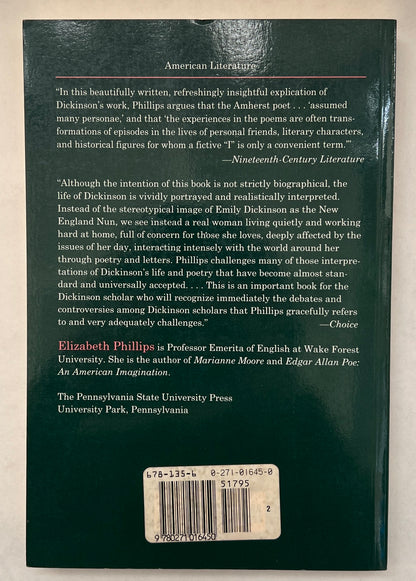 American Literature
“In this beautifully written, refreshingly insightful explication of
Dickinson’s work, Phillips argues that the Amherst poet . . . ‘assumed
many personae,’ and that ‘the experiences in the poems are often trans-
formations of episodes in the lives of personal friends, literary characters,
and historical figures for whom a fictive “I” is only a convenient term.’”
—Nineteenth-Century Literature
“Although the intention of this book is not strictly biographical, the
life of Dickinson is vividly portrayed and realistically interpreted.
Instead of the stereotypical image of Emily Dickinson as the New
England Nun, we see instead a real woman living quietly and working
hard at home, full of concern for those she loves, deeply affected by the
issues of her day, interacting intensely with the world around her
through poetry and letters. Phillips challenges many of those interpre-
tations of Dickinson’s life and poetry that have become almost stan-
dard and universally accepted. . . . This is an important book for the
Dickinson scholar who will recognize immediately the debates and
controversies among Dickinson scholars that Phillips gracefully refers
to and very adequately challenges.”
—Choice
Elizabeth Phillips is Professor Emerita of English at Wake Forest
University. She is the author of Marianne Moore and Edgar Allan Poe:
An American Imagination.
The Pennsylvania State University Press
University Park, Pennsylvania
678-135-6 0-271-01645-0
51795
2
9 780271 016450